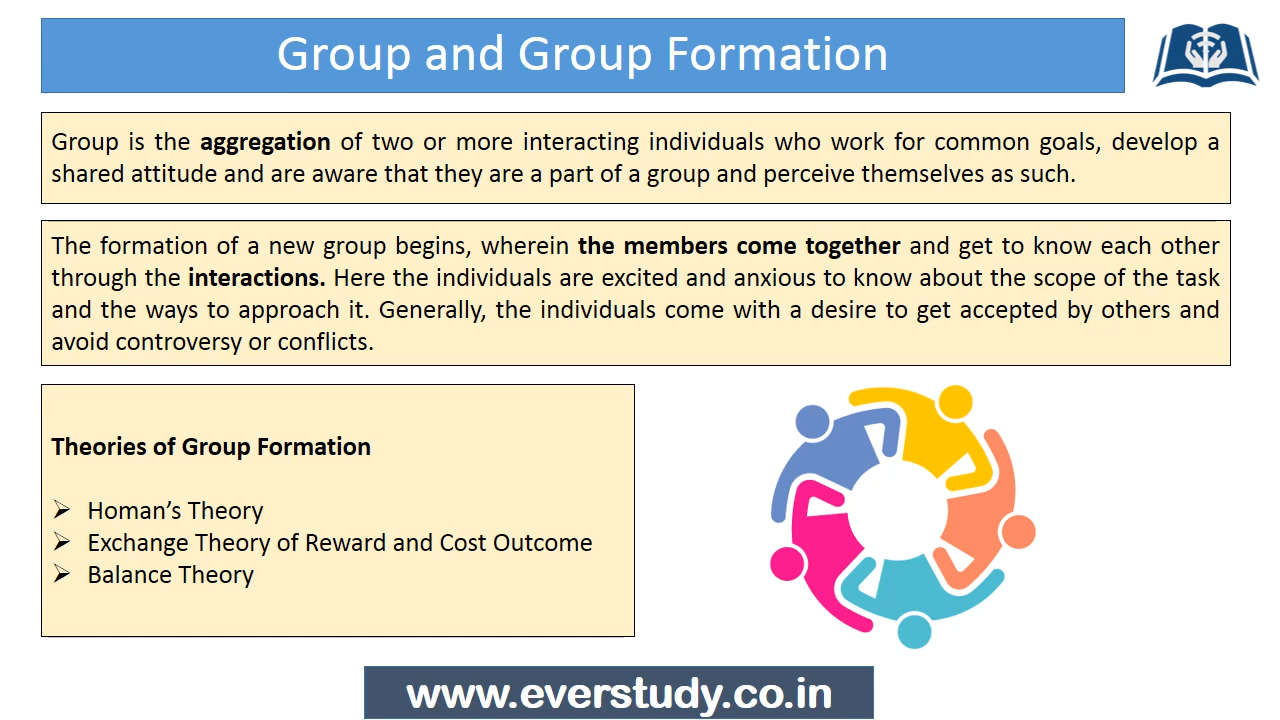 Group and Group Formation
Group is the aggregation of two or more interacting individuals who work for common goals, develop a
shared attitude and are aware that they are a part of a group and perceive themselves as such.
The formation of a new group begins, wherein the members come together and get to know each other
through the interactions. Here the individuals are excited and anxious to know about the scope of the task
and the ways to approach it. Generally, the individuals come with a desire to get accepted by others and
avoid controversy or conflicts.
Theories of Group Formation
➢ Homan’s Theory
➢ Exchange Theory of Reward and Cost Outcome
➢ Balance Theory
www.everstudy.co.in